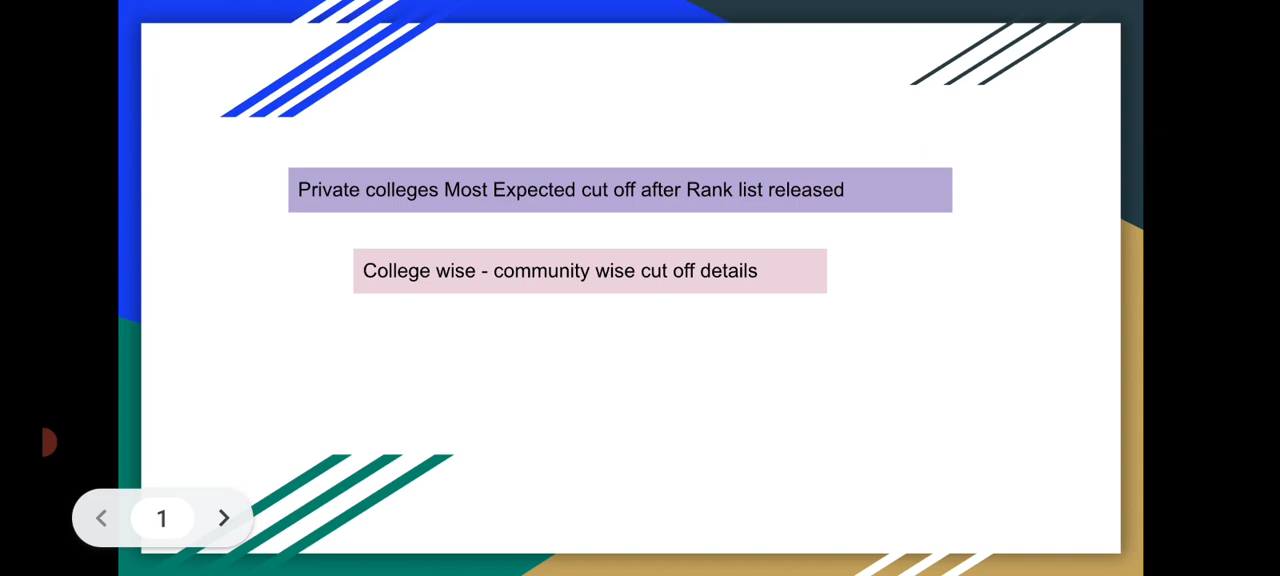 Private colleges Most Expected cut off after Rank list released
College wise - community wise cut off details
1